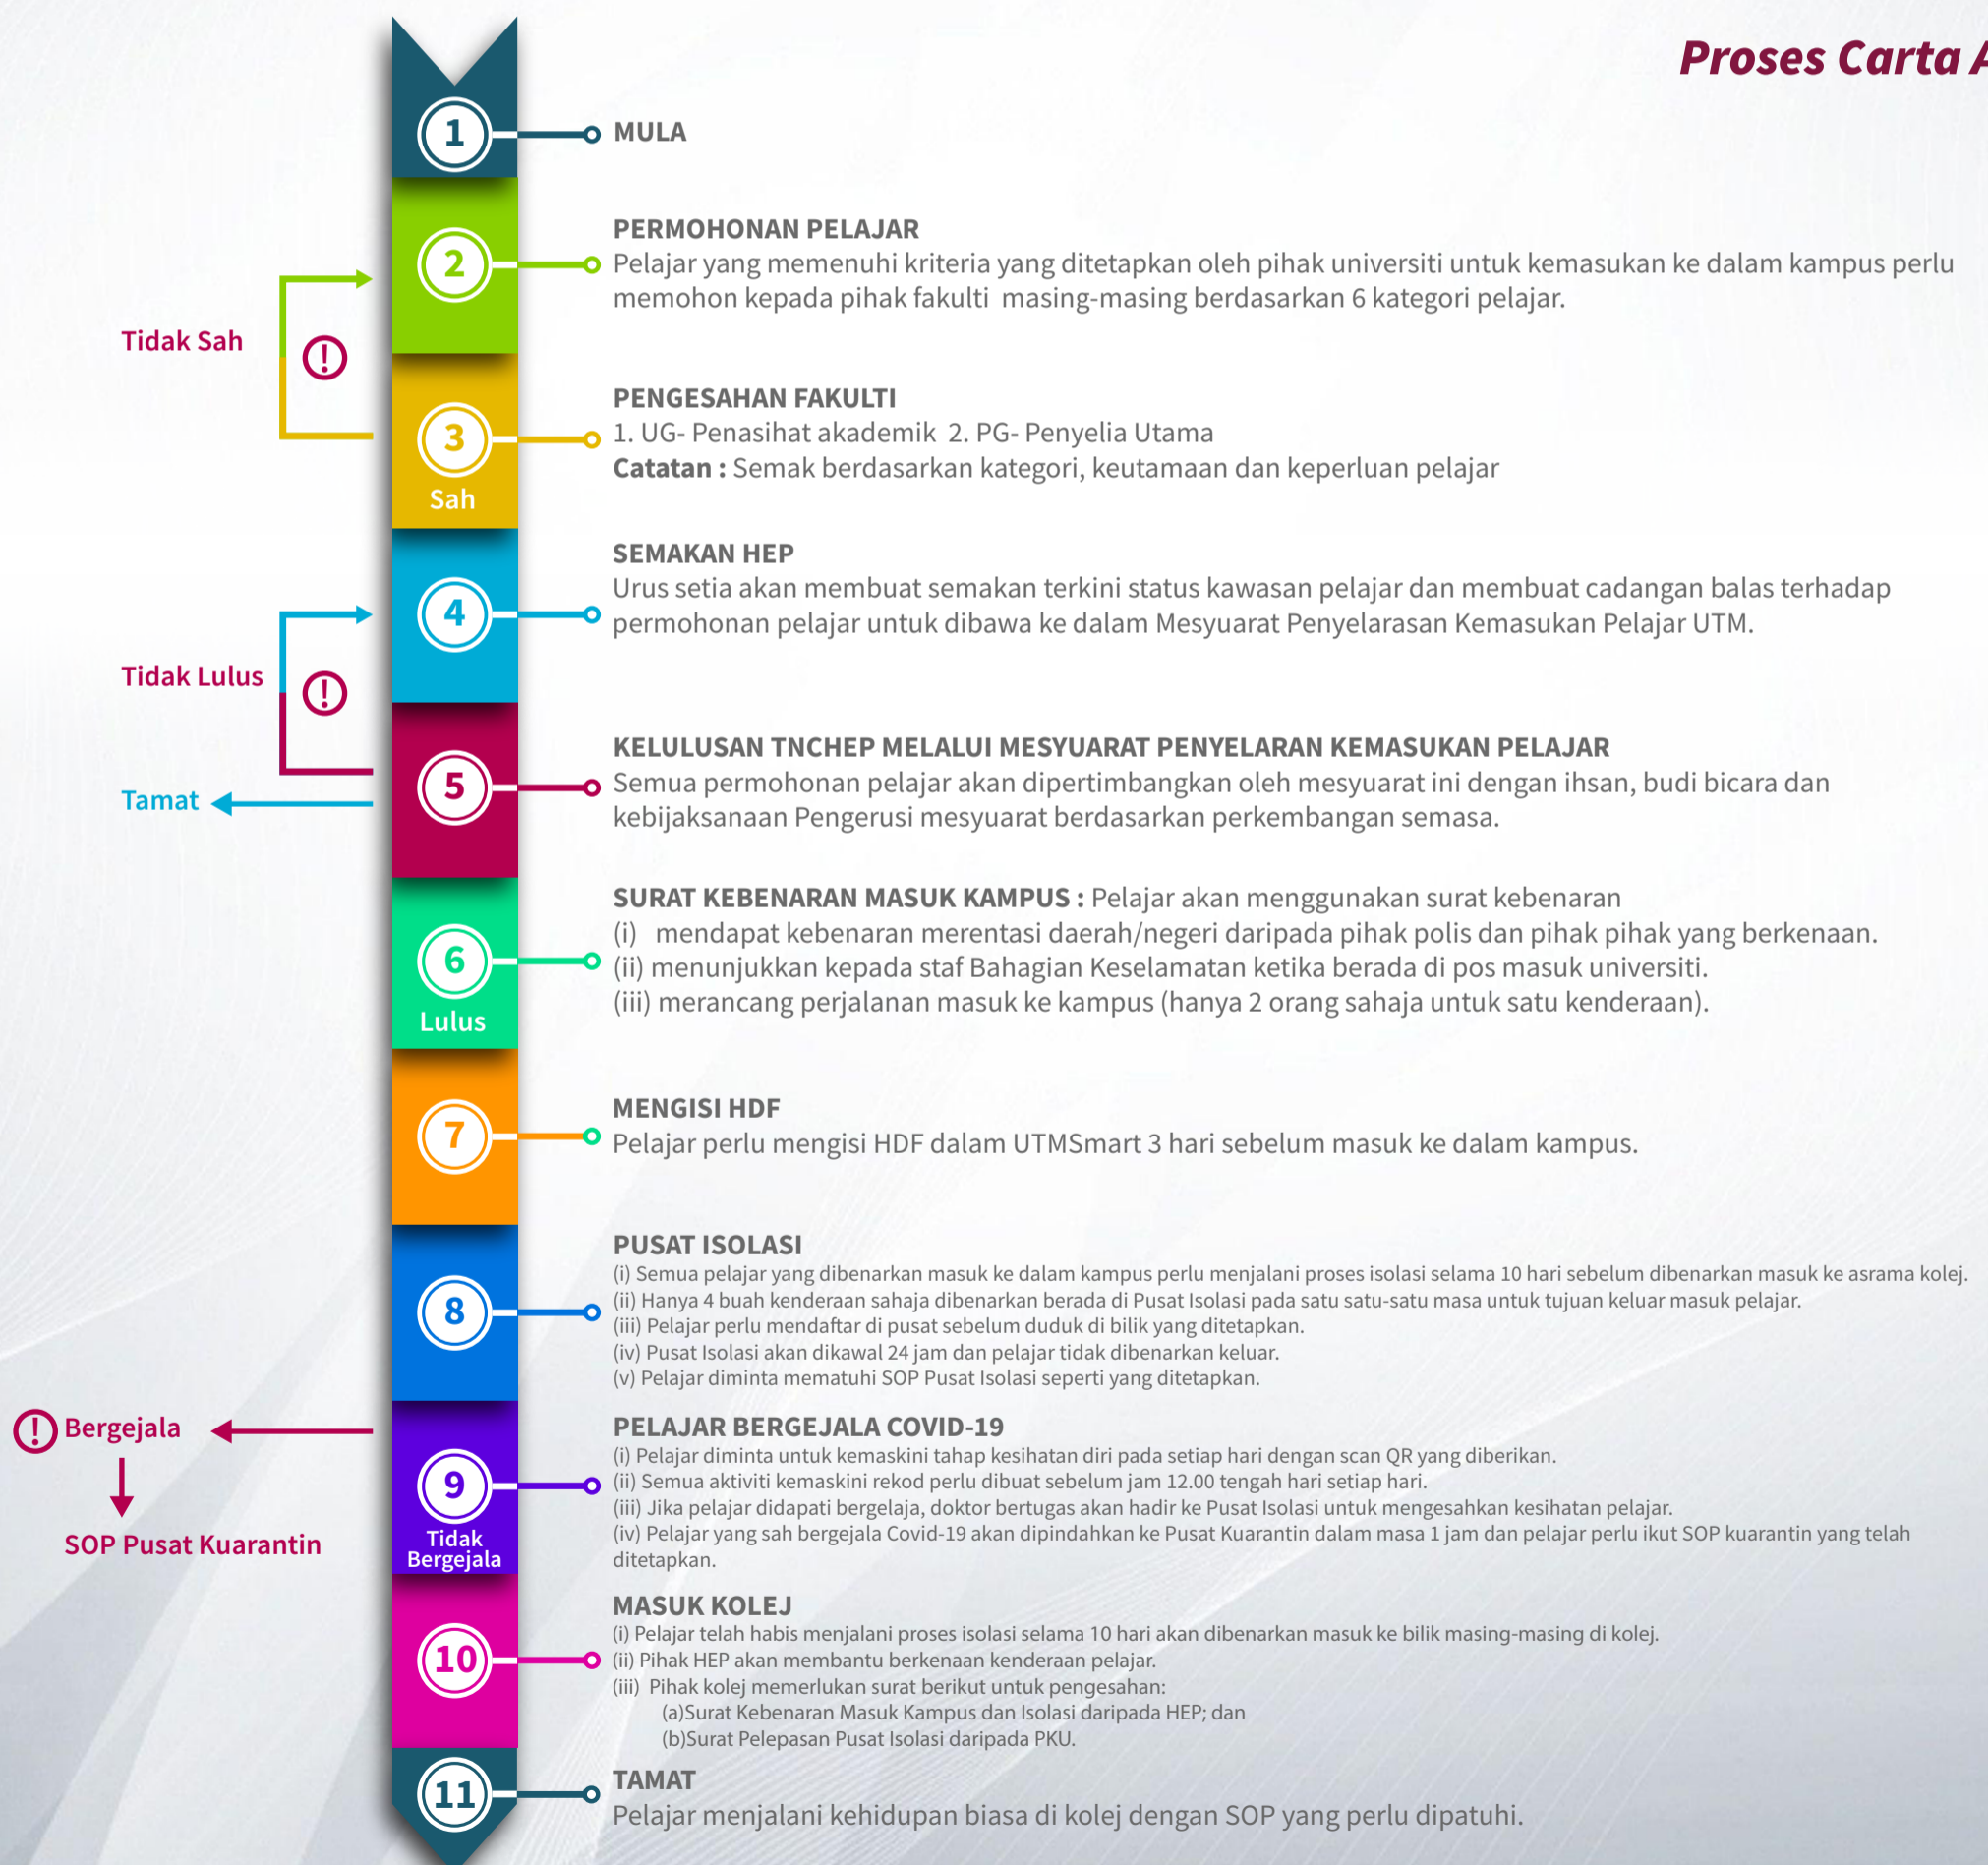 Proses Carta A
1
MULA
2
PERMOHONAN PELAJAR
Pelajar yang memenuhi kriteria yang ditetapkan oleh pihak universiti untuk kemasukan ke dalam kampus perlu
memohon kepada pihak fakulti masing-masing berdasarkan 6 kategori pelajar.
Tidak Sah
!
3
Sah
PENGESAHAN FAKULTI
1. UG- Penasihat akademik 2. PG- Penyelia Utama
Catatan : Semak berdasarkan kategori, keutamaan dan keperluan pelajar
4
SEMAKAN HEP
Urus setia akan membuat semakan terkini status kawasan pelajar dan membuat cadangan balas terhadap
permohonan pelajar untuk dibawa ke dalam Mesyuarat Penyelarasan Kemasukan Pelajar UTM.
Tidak Lulus
!
Tamat
5
KELULUSAN TNCHEP MELALUI MESYUARAT PENYELARAN KEMASUKAN PELAJAR
Semua permohonan pelajar akan dipertimbangkan oleh mesyuarat ini dengan ihsan, budi bicara dan
kebijaksanaan Pengerusi mesyuarat berdasarkan perkembangan semasa.
6
Lulus
SURAT KEBENARAN MASUK KAMPUS : Pelajar akan menggunakan surat kebenaran
(i) mendapat kebenaran merentasi daerah/negeri daripada pihak polis dan pihak pihak yang berkenaan.
(ii) menunjukkan kepada staf Bahagian Keselamatan ketika berada di pos masuk universiti.
(iii) merancang perjalanan masuk ke kampus (hanya 2 orang sahaja untuk satu kenderaan).
7
MENGISI HDF
Pelajar perlu mengisi HDF dalam UTMSmart 3 hari sebelum masuk ke dalam kampus.
8
PUSAT ISOLASI
(i) Semua pelajar yang dibenarkan masuk ke dalam kampus perlu menjalani proses isolasi selama 10 hari sebelum dibenarkan masuk ke asrama kolej.
(ii) Hanya 4 buah kenderaan sahaja dibenarkan berada di Pusat Isolasi pada satu satu-satu masa untuk tujuan keluar masuk pelajar.
(iii) Pelajar perlu mendaftar di pusat sebelum duduk di bilik yang ditetapkan.
(iv) Pusat Isolasi akan dikawal 24 jam dan pelajar tidak dibenarkan keluar.
(v) Pelajar diminta mematuhi SOP Pusat Isolasi seperti yang ditetapkan.
! Bergejala
SOP Pusat Kuarantin
9
Tidak
Bergejala
PELAJAR BERGEJALA COVID-19
(i) Pelajar diminta untuk kemaskini tahap kesihatan diri pada setiap hari dengan scan QR yang diberikan.
(ii) Semua aktiviti kemaskini rekod perlu dibuat sebelum jam 12.00 tengah hari setiap hari.
(iii) Jika pelajar didapati bergelaja, doktor bertugas akan hadir ke Pusat Isolasi untuk mengesahkan kesihatan pelajar.
(iv) Pelajar yang sah bergejala Covid-19 akan dipindahkan ke Pusat Kuarantin dalam masa 1 jam dan pelajar perlu ikut SOP kuarantin yang telah
ditetapkan.
10
MASUK KOLEJ
(i) Pelajar telah habis menjalani proses isolasi selama 10 hari akan dibenarkan masuk ke bilik masing-masing di kolej.
(ii) Pihak HEP akan membantu berkenaan kenderaan pelajar.
(iii) Pihak kolej memerlukan surat berikut untuk pengesahan:
(a)Surat Kebenaran Masuk Kampus dan Isolasi daripada HEP; dan
(b)Surat Pelepasan Pusat Isolasi daripada PKU.
11
TAMAT
Pelajar menjalani kehidupan biasa di kolej dengan SOP yang perlu dipatuhi.